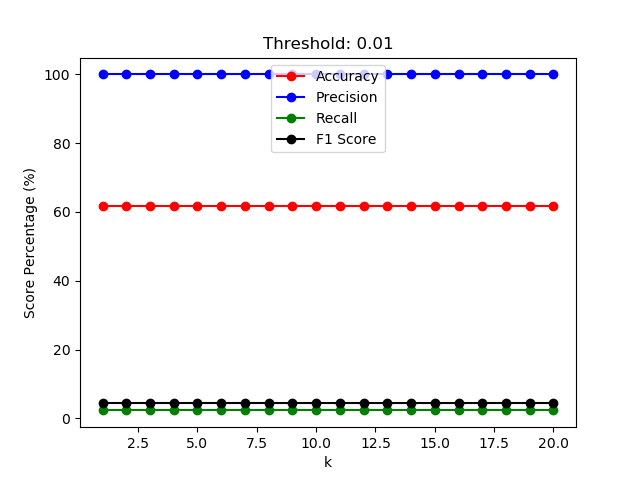 Threshold: 0.01
Accuracy
Precision
Recall
F1 Score
Score Percentage (%)
100
80
60
40
20
0
2.5 5.0 7.5 10.0 12.5 15.0 17.5 20.0
k